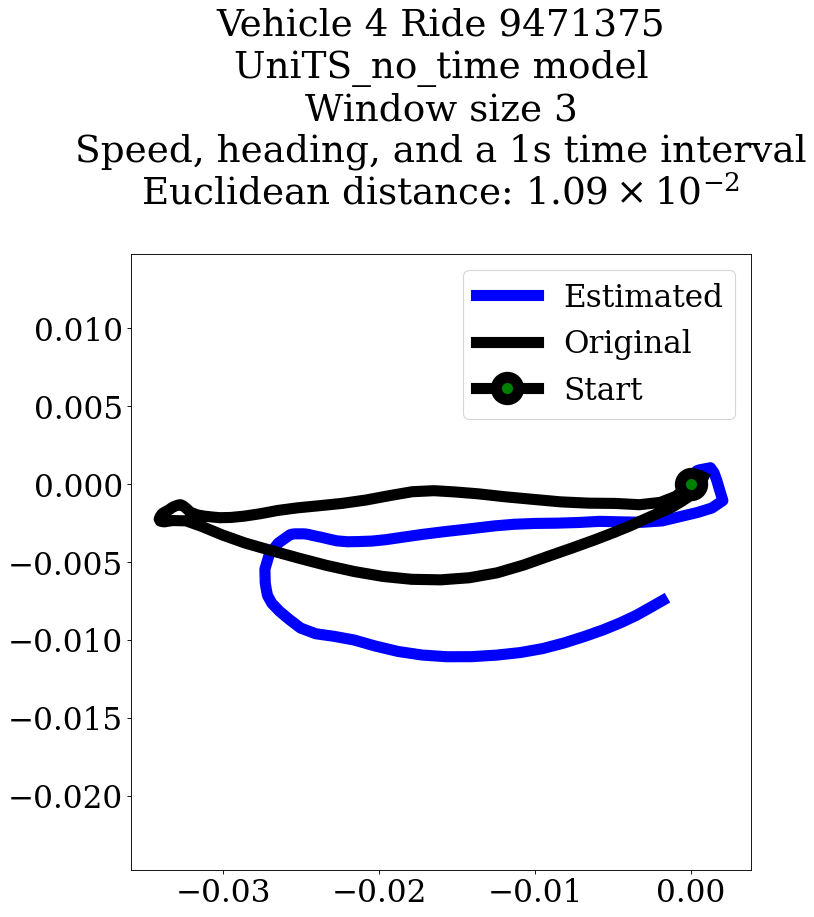 Vehicle 4 Ride 9471375
UniTS_no_time model
Window size 3
Speed, heading, and a 1s time interval
Euclidean distance: 1.09 × 10⁻²
Estimated
Original
Start
0.010
0.005
0.000
−0.005
−0.010
−0.015
−0.020
−0.03 −0.02 −0.01 0.00